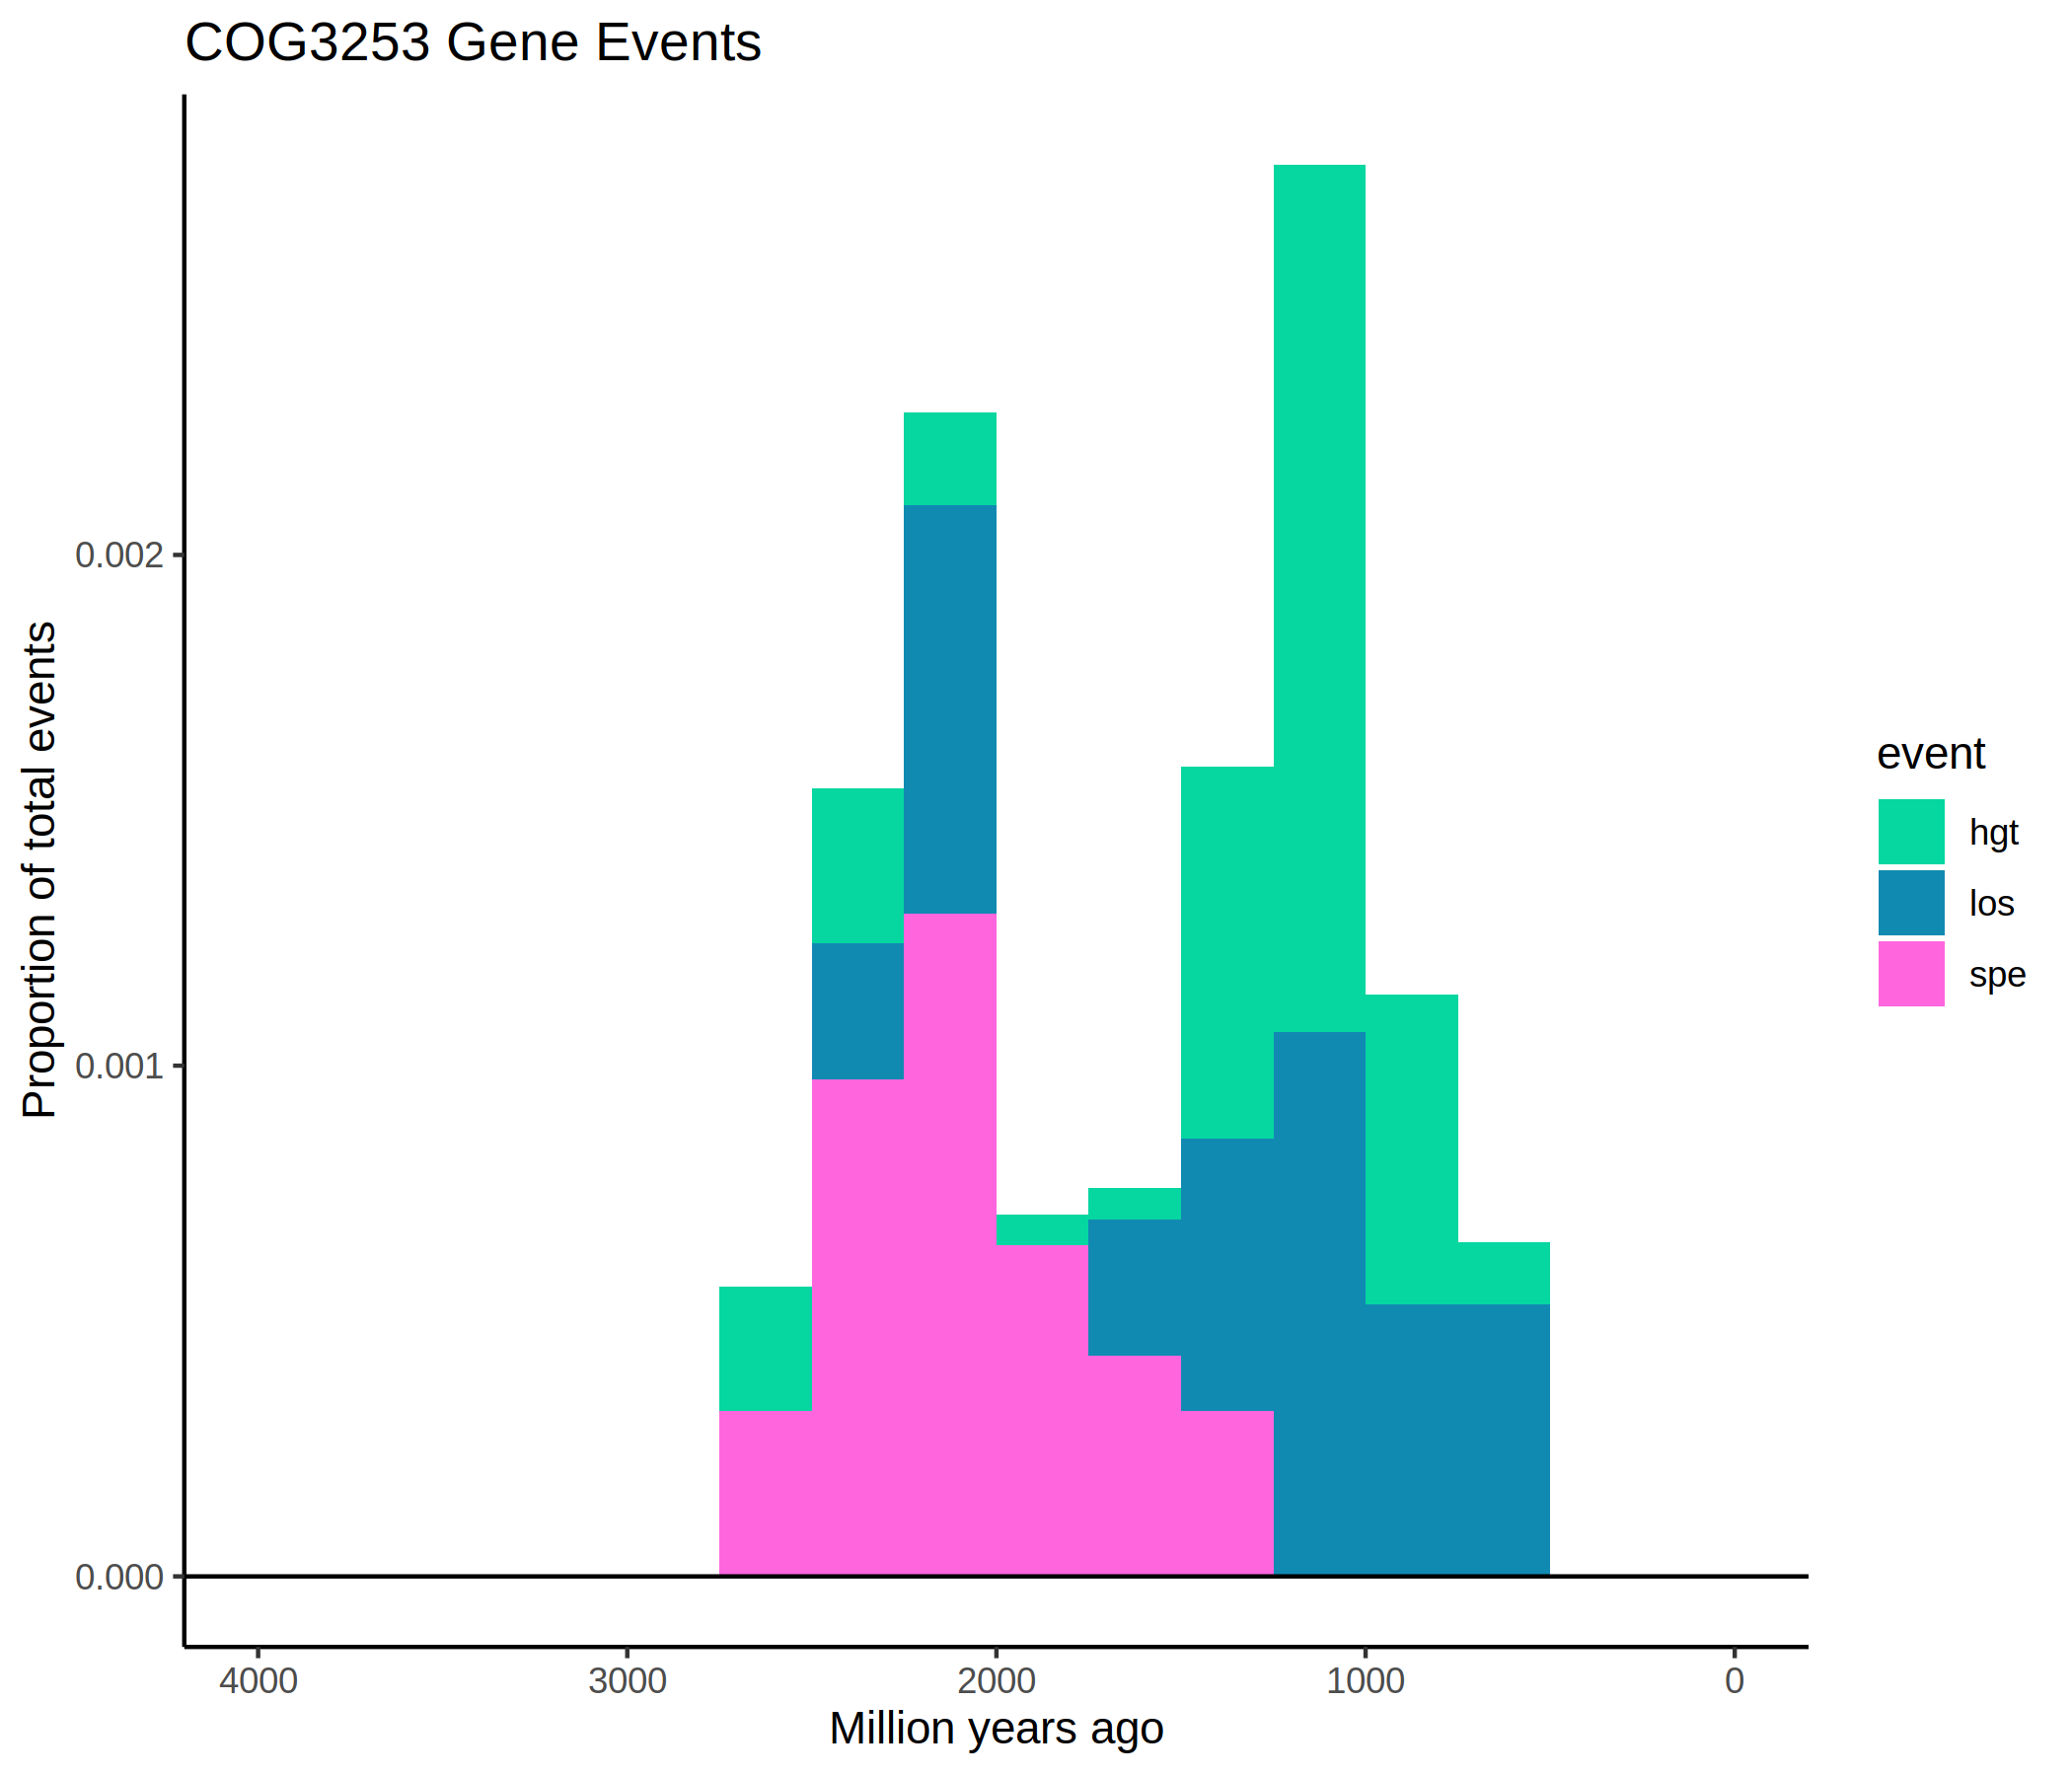 COG3253 Gene Events
Proportion of total events
0.002
0.001
0.000
4000 3000 2000 1000 0
Million years ago
event
hgt
los
spe